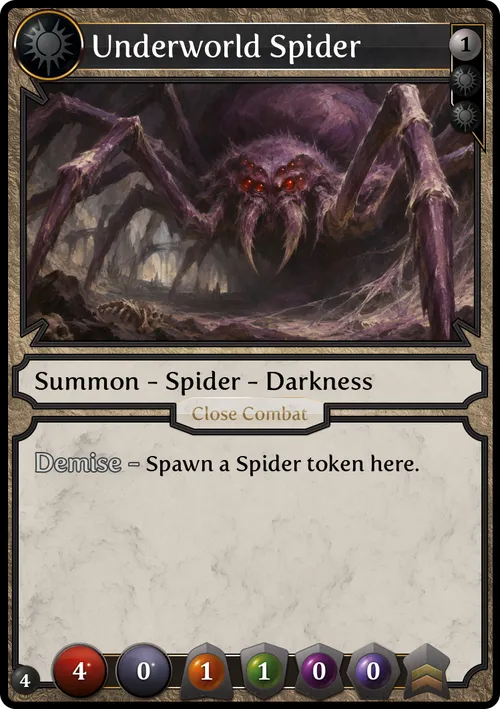 Underworld Spider
1
Summon - Spider - Darkness
Close Combat
Demise - Spawn a Spider token here.
4 4* 0* 1 1 0 0